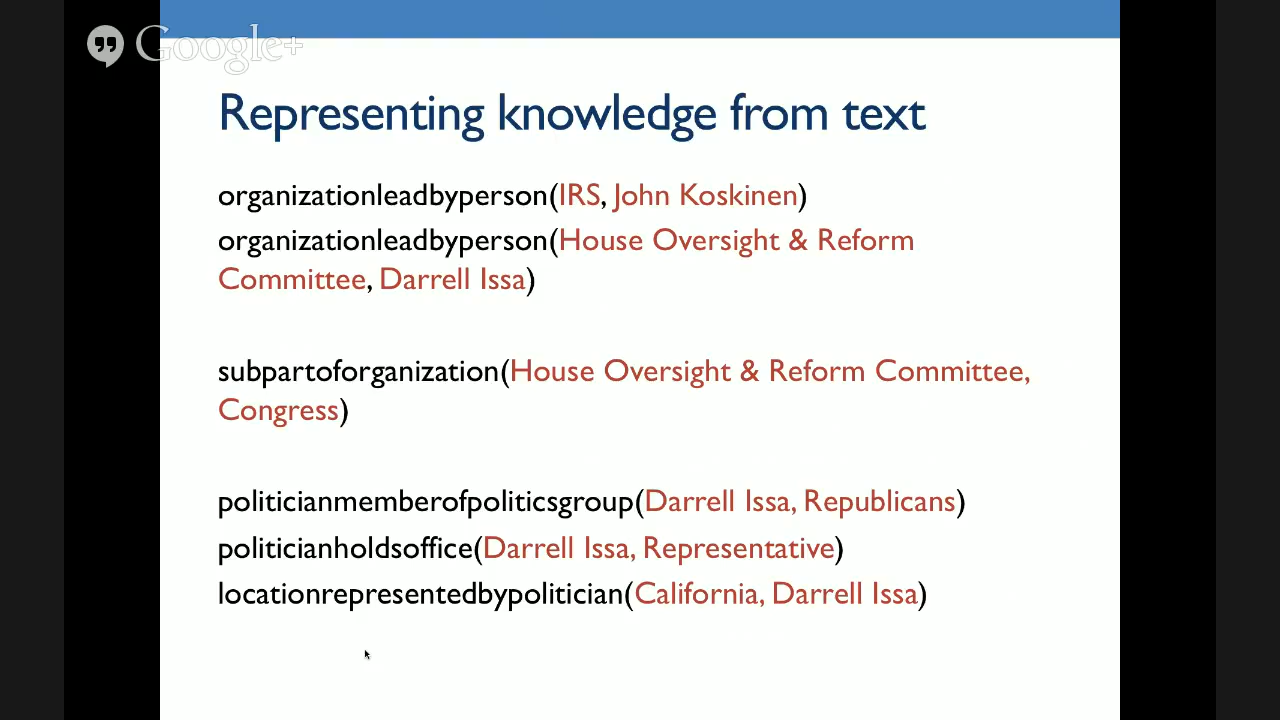 Google+
Representing knowledge from text
organizationleadbyperson(IRS, John Koskinen)
organizationleadbyperson(House Oversight & Reform
Committee, Darrell Issa)
subpartoforganization(House Oversight & Reform Committee,
Congress)
politicianmemberofpoliticsgroup(Darrell Issa, Republicans)
politicianholdsoffice(Darrell Issa, Representative)
locationrepresentedbypolitician(California, Darrell Issa)